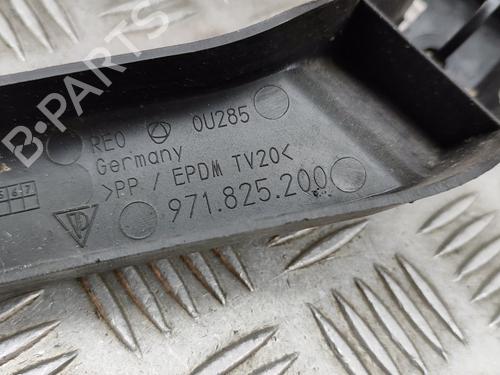 B-Parts
REO 0U285
Germany
>PP / EPDM TV20<
971.825.200